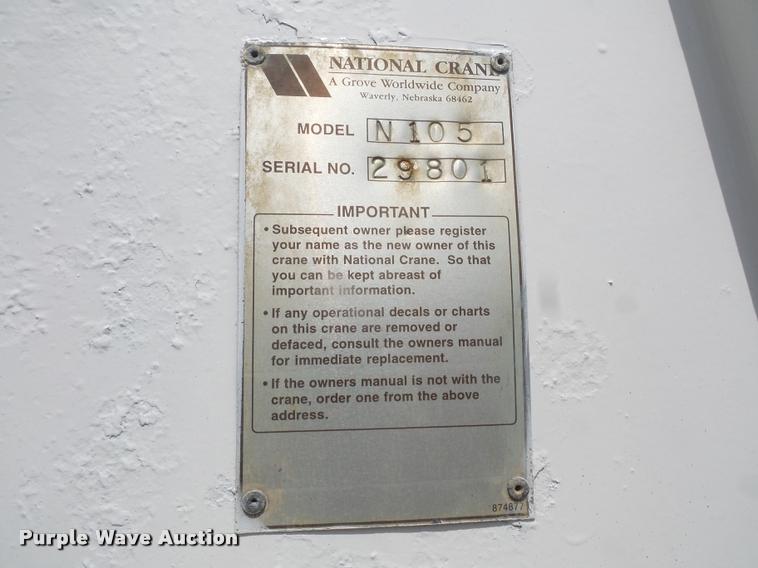 NATIONAL CRANE
A Grove Worldwide Company
Waverly, Nebraska 68462
MODEL N105
SERIAL NO. 29801
IMPORTANT
• Subsequent owner please register
your name as the new owner of this
crane with National Crane. So that
you can be kept abreast of
important information.
• If any operational decals or charts
on this crane are removed or
defaced, consult the owners manual
for immediate replacement.
• If the owners manual is not with the
crane, order one from the above
address.
874877
Purple Wave Auction